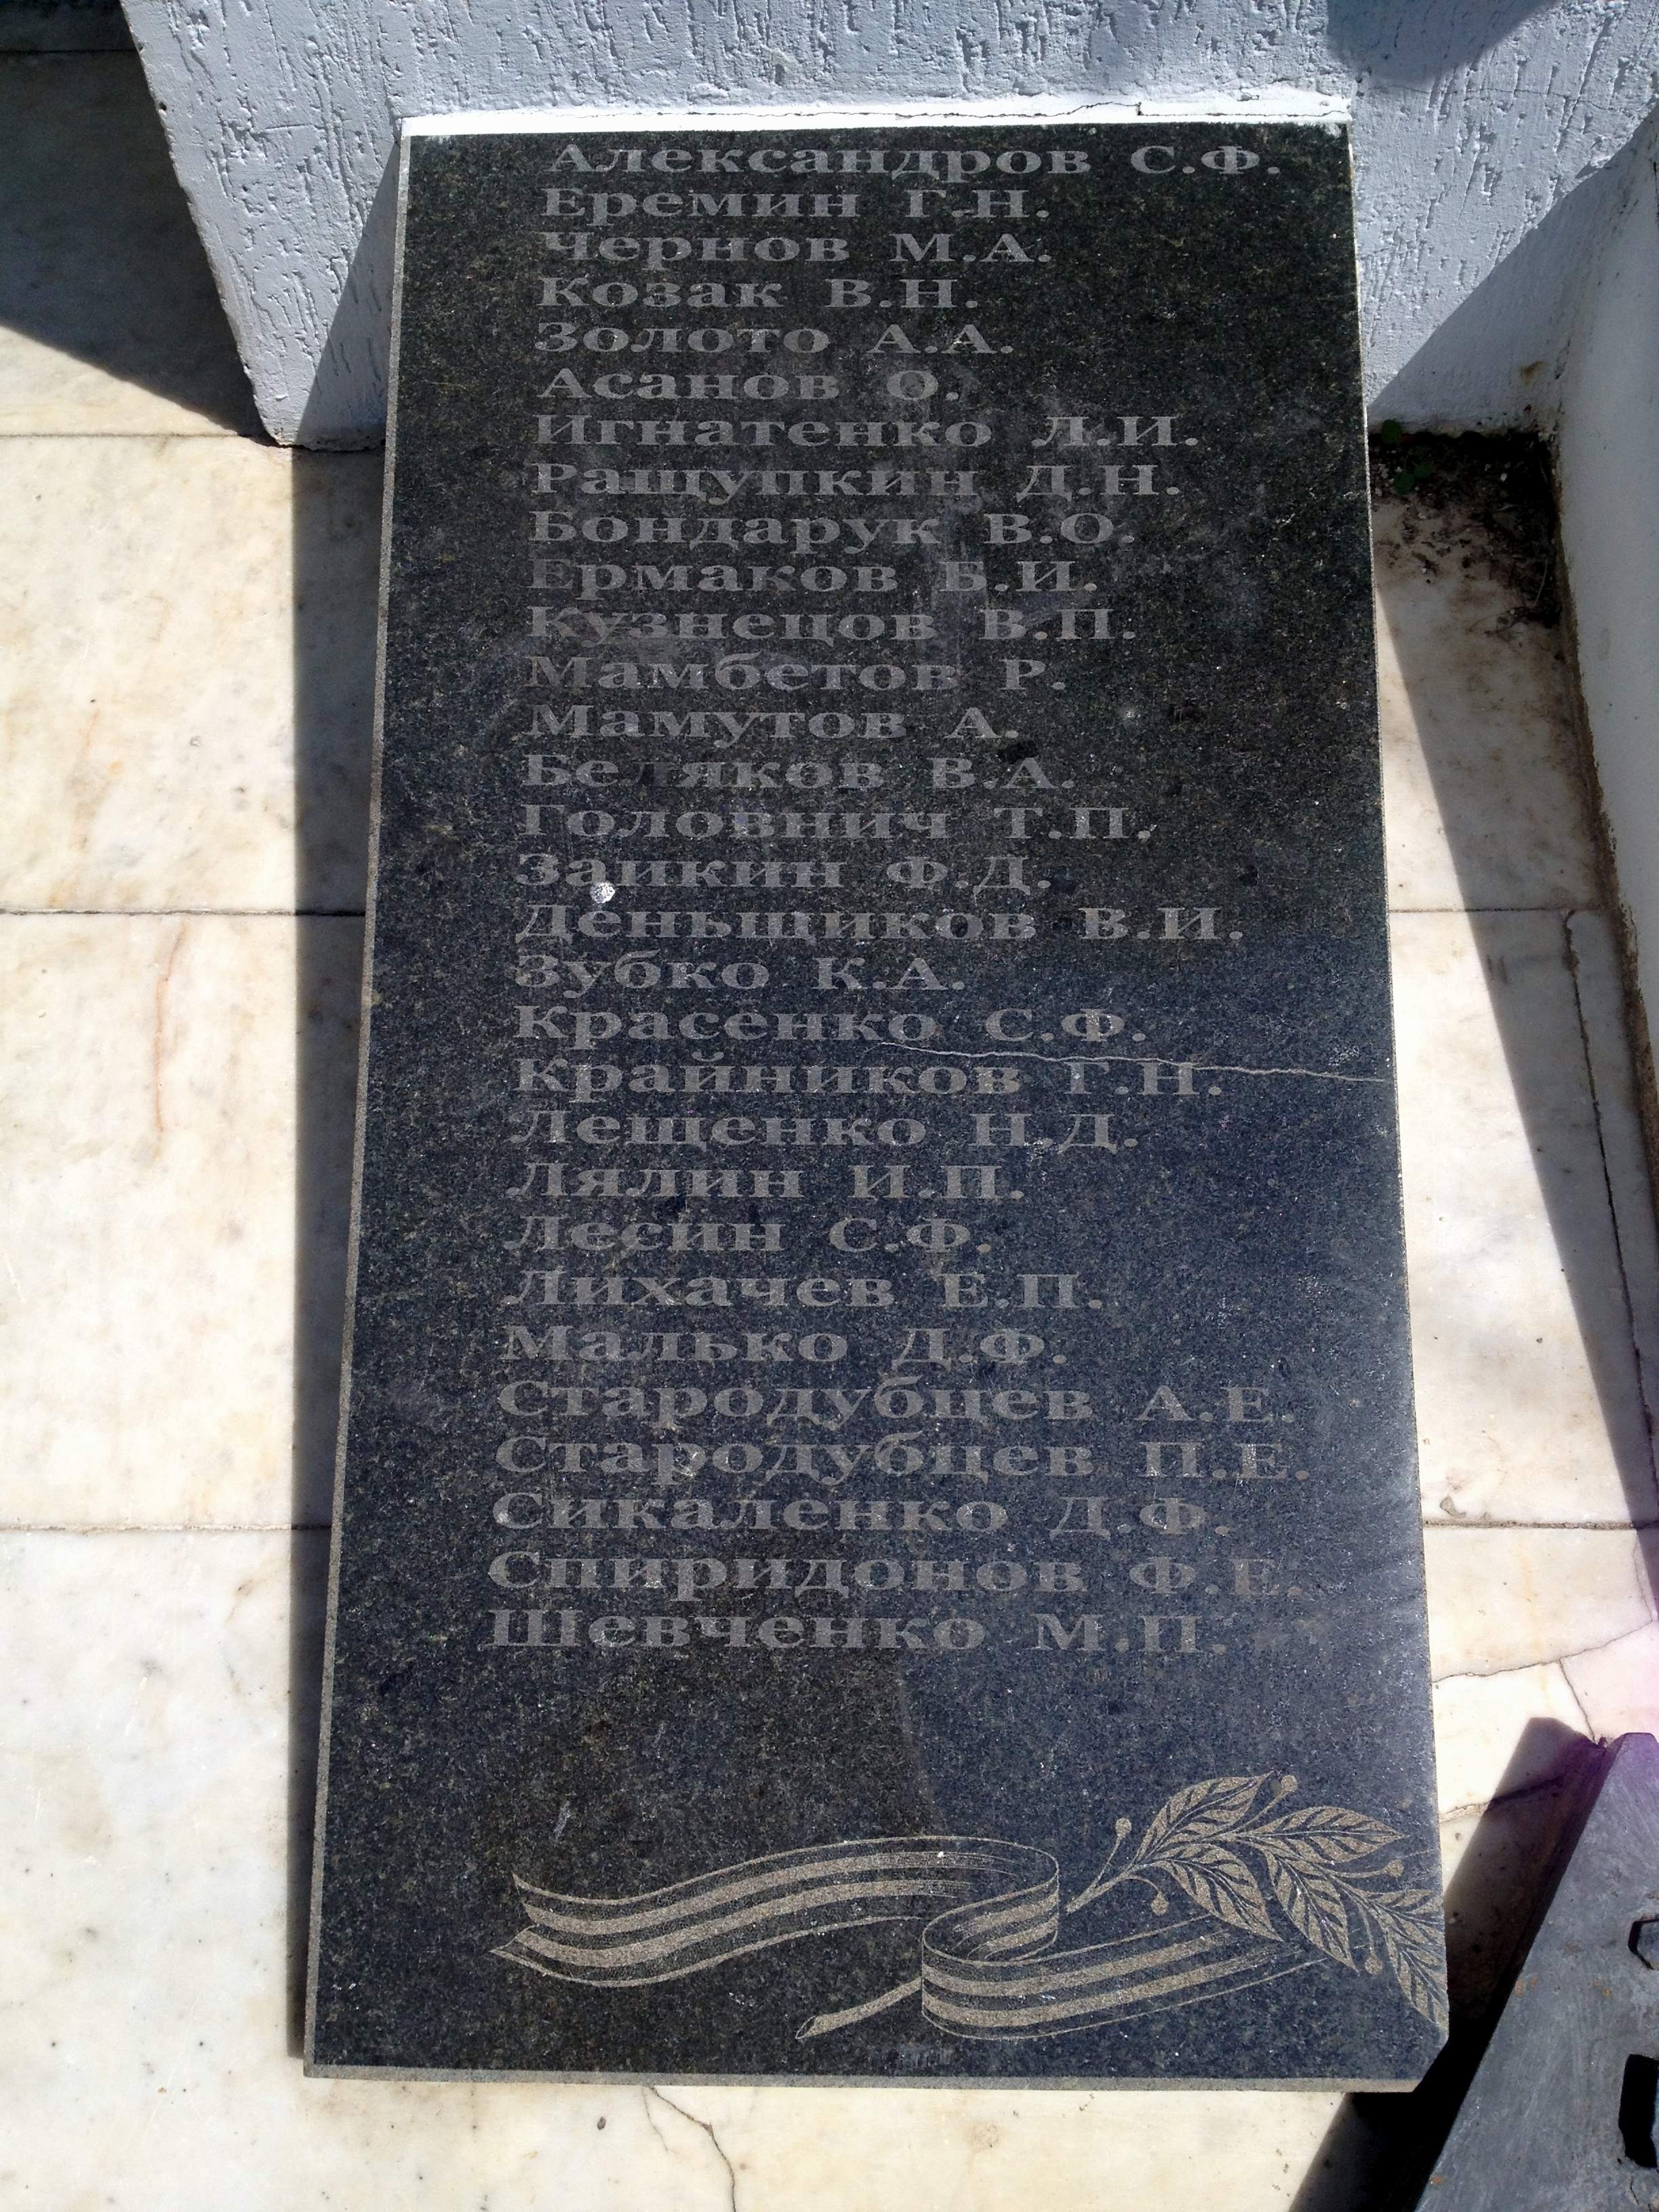 Александров С.Ф.
Еремин Г.Н.
Чернов М.А.
Козак В.Н.
Золото А.А.
Асанов О.
Игнатенко Л.И.
Ращупкин Д.Н.
Бондарук В.О.
Ермаков Б.И.
Кузнецов В.П.
Мамбетов Р.
Мамутов А.
Беляков В.А.
Головнич Т.П.
Заикин Ф.Д.
Деньщиков В.И.
Зубко К.А.
Красенко С.Ф.
Крайников Г.Н.
Лещенко Н.Д.
Лялин И.П.
Лесин С.Ф.
Лихачев Е.П.
Малько Д.Ф.
Стародубцев А.Е.
Стародубцев П.Е.
Сикаленко Д.Ф.
Спиридонов Ф.Е.
Шевченко М.П.